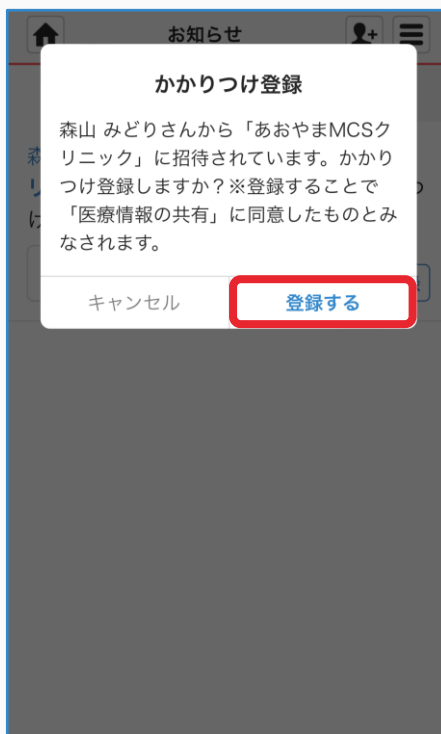 お知らせ
かかりつけ登録
森山 みどりさんから「あおやまMCSク
リニック」に招待されています。かかり
つけ登録しますか？※登録することで
「医療情報の共有」に同意したものとみ
なされます。
キャンセル
登録する